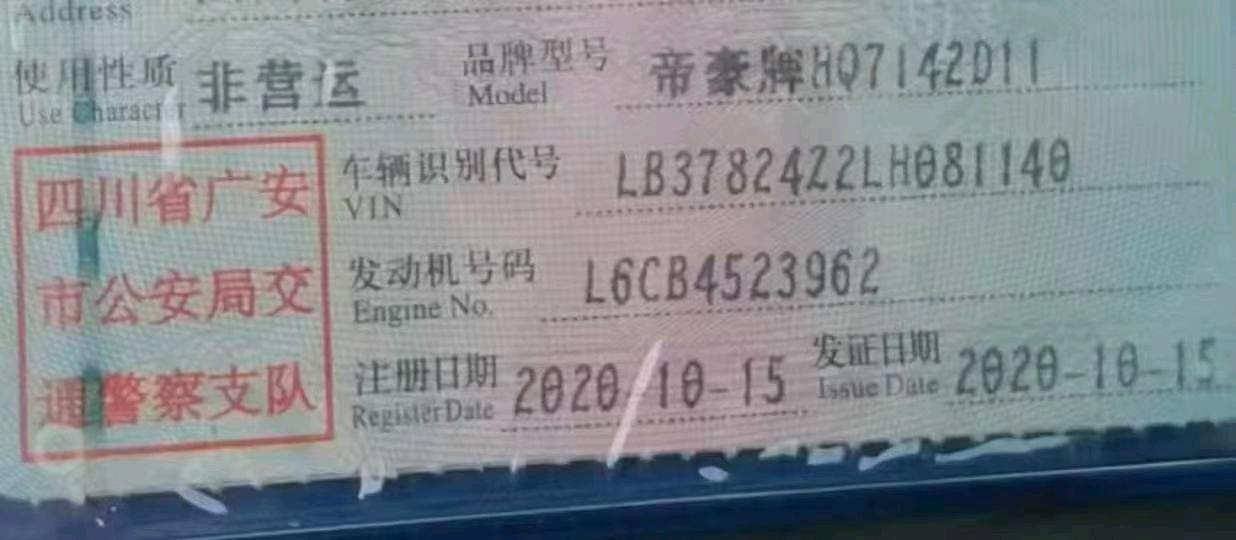 Address
使用性质 非营运 品牌型号 帝豪牌HQ7142D11
Use Character Model
四川省广安
市公安局交
通警察支队
车辆识别代号 LB37824Z2LH081140
VIN
发动机号码 L6CB4523962
Engine No.
注册日期 2020-10-15 发证日期 2020-10-15
Register Date Issue Date